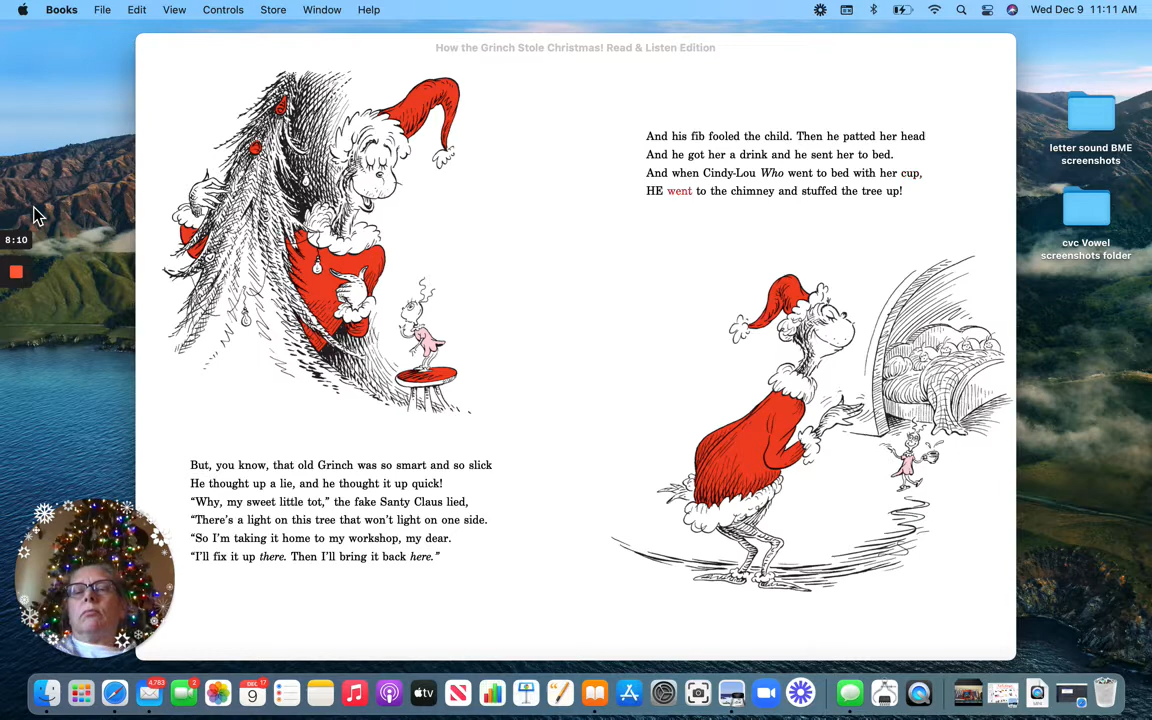 Books File Edit View Controls Store Window Help Wed Dec 9 11:11 AM
How the Grinch Stole Christmas! Read & Listen Edition
And his fib fooled the child. Then he patted her head
And he got her a drink and he sent her to bed.
And when Cindy-Lou Who went to bed with her cup,
HE went to the chimney and stuffed the tree up!
letter sound BME
screenshots
cvc Vowel
screenshots folder
8:10
But, you know, that old Grinch was so smart and so slick
He thought up a lie, and he thought it up quick!
“Why, my sweet little tot,” the fake Santy Claus lied,
“There’s a light on this tree that won’t light on one side.
“So I’m taking it home to my workshop, my dear.
“I’ll fix it up there. Then I’ll bring it back here.”
4,783
2
DEC
17
9
tv